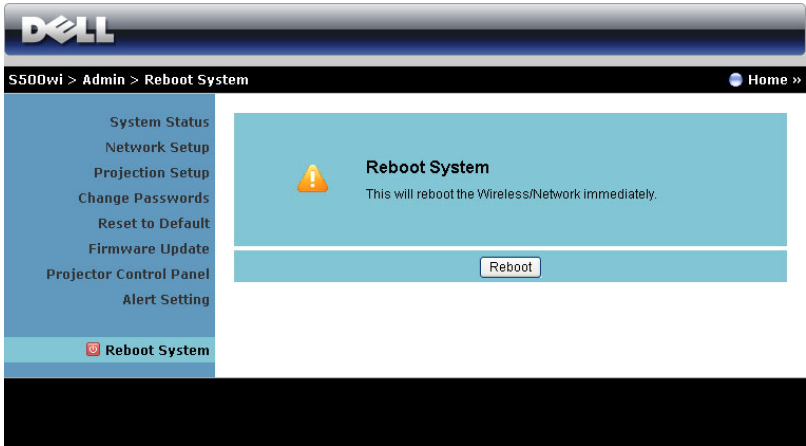 DELL
S500wi > Admin > Reboot System
Home »
System Status
Network Setup
Projection Setup
Change Passwords
Reset to Default
Firmware Update
Projector Control Panel
Alert Setting
Reboot System
Reboot System
This will reboot the Wireless/Network immediately.
Reboot